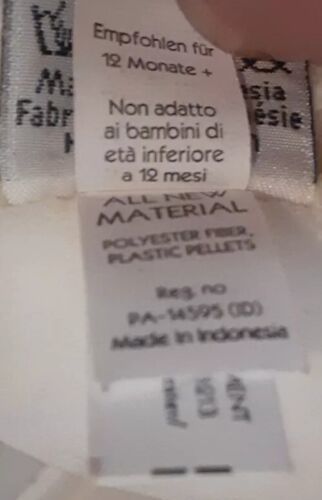 Empfohlen für
12 Monate +
Non adatto
ai bambini di
età inferiore
a 12 mesi
ALL NEW
MATERIAL
POLYESTER FIBER,
PLASTIC PELLETS
Reg. no
PA-14595 (ID)
Made in Indonesia